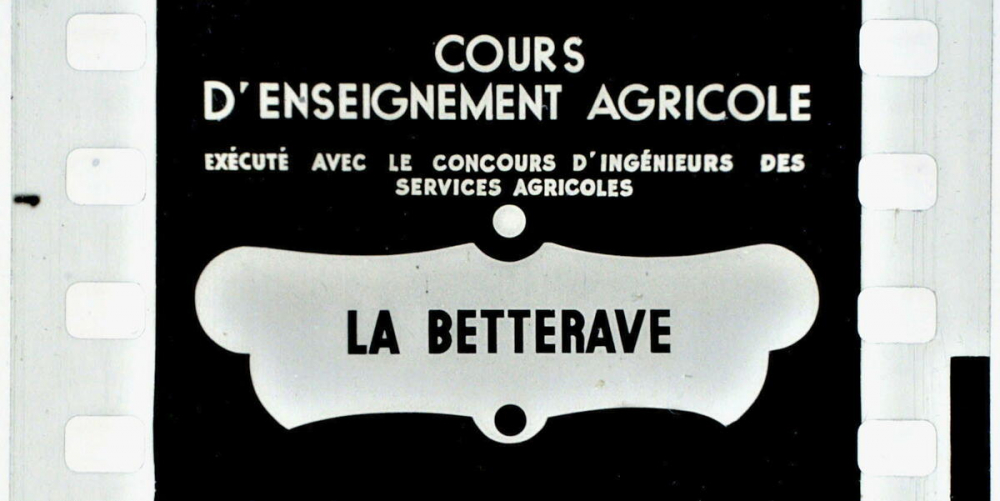 COURS
D'ENSEIGNEMENT AGRICOLE
EXÉCUTÉ AVEC LE CONCOURS D'INGÉNIEURS DES
SERVICES AGRICOLES
LA BETTERAVE